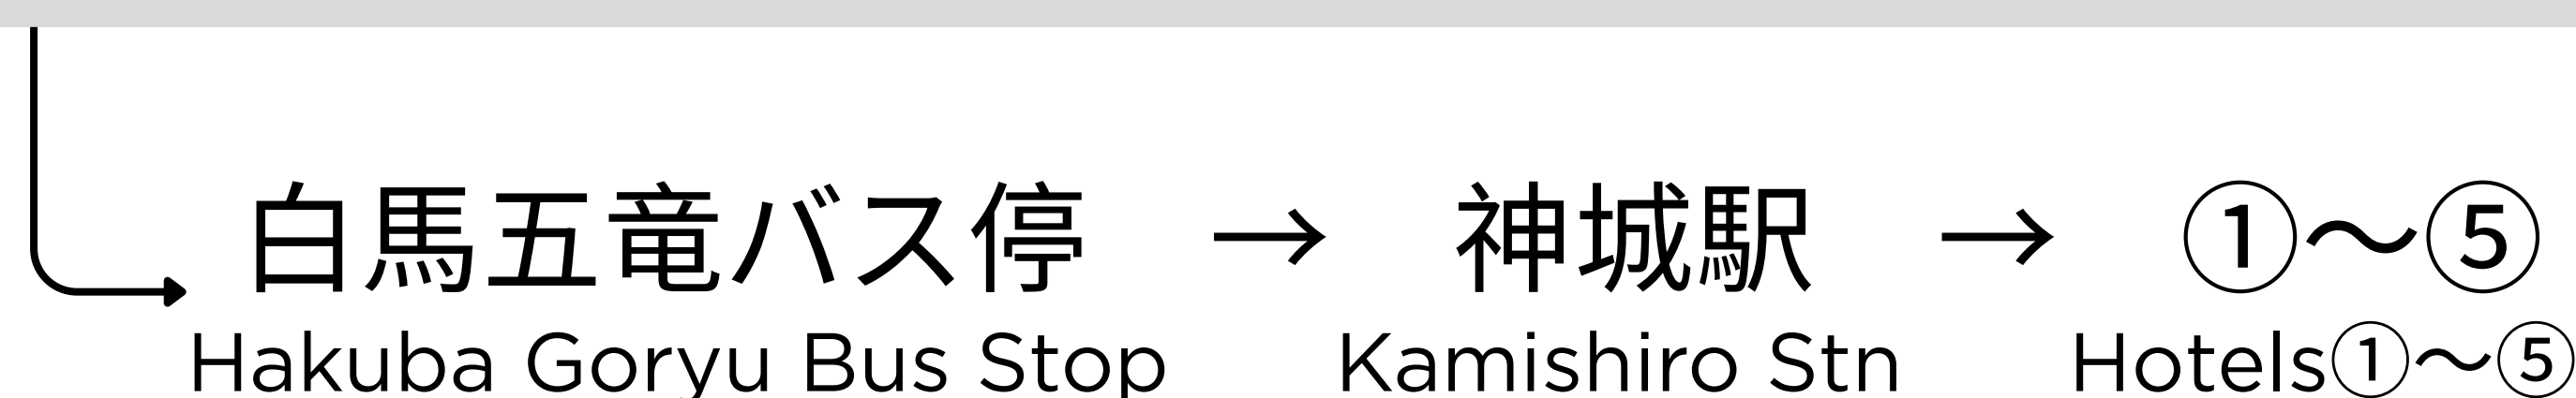 白馬五竜バス停 → 神城駅 → ①～⑤
Hakuba Goryu Bus Stop Kamishiro Stn Hotels①～⑤